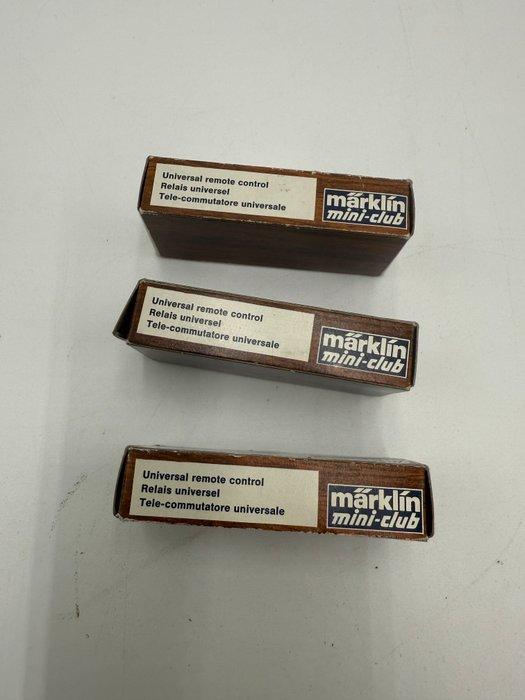 Universal remote control
Relais universel
Tele-commutatore universale
märklin
mini-club
Universal remote control
Relais universel
Tele-commutatore universale
märklin
mini-club
Universal remote control
Relais universel
Tele-commutatore universale
märklin
mini-club